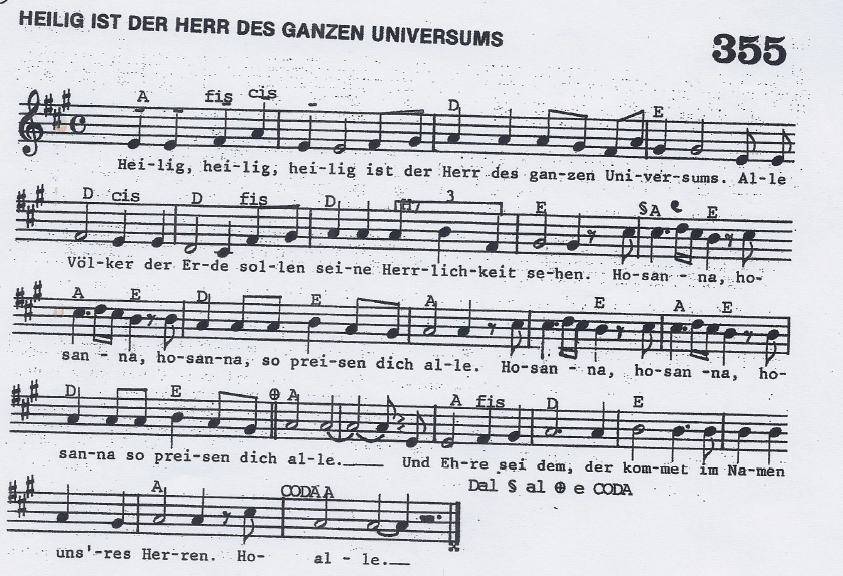 HEILIG IST DER HERR DES GANZEN UNIVERSUMS
355
A fis cis D E
Hei-lig, hei-lig, hei-lig ist der Herr des gan-zen Uni-ver-sums. Al-le
D cis D fis D H7 3 E § A E
Völ-ker der Er-de sol-len sei-ne Herr-lich-keit se-hen. Ho-san - na, ho-
A E D E A E A E
san - na, ho-san-na, so prei-sen dich al-le. Ho-san - na, ho-san -na, ho-
D E ⊕ A A fis D E
san-na so prei-sen dich al-le.____ Und Eh-re sei dem, der kom-met im Na-men
Dal § al ⊕ e CODA
A CODA A
uns'-res Her-ren. Ho- al - le.__